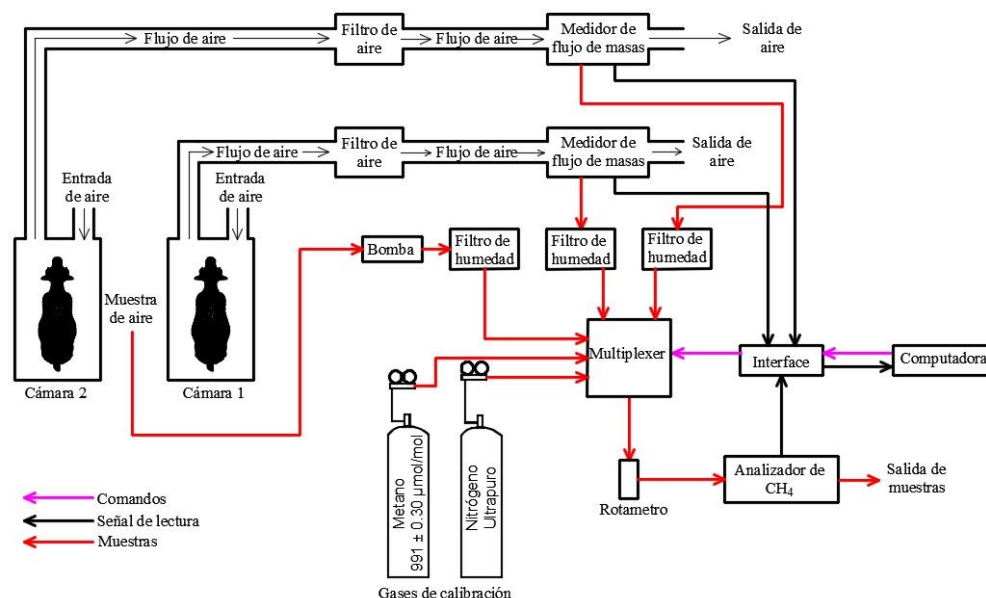 Flujo de aire
Filtro de
aire
Flujo de aire
Medidor de
flujo de masas
Salida de
aire
Flujo de aire
Filtro de
aire
Flujo de aire
Medidor de
flujo de masas
Salida de
aire
Entrada
de aire
Entrada
de aire
Bomba
Filtro de
humedad
Filtro de
humedad
Filtro de
humedad
Muestra
de aire
Multiplexer
Interface
Computadora
Cámara 2
Cámara 1
Metano
991 ± 0.30 µmol/mol
Nitrógeno
Ultrapuro
Rotametro
Analizador de
CH4
Salida de
muestras
Comandos
Señal de lectura
Muestras
Gases de calibración